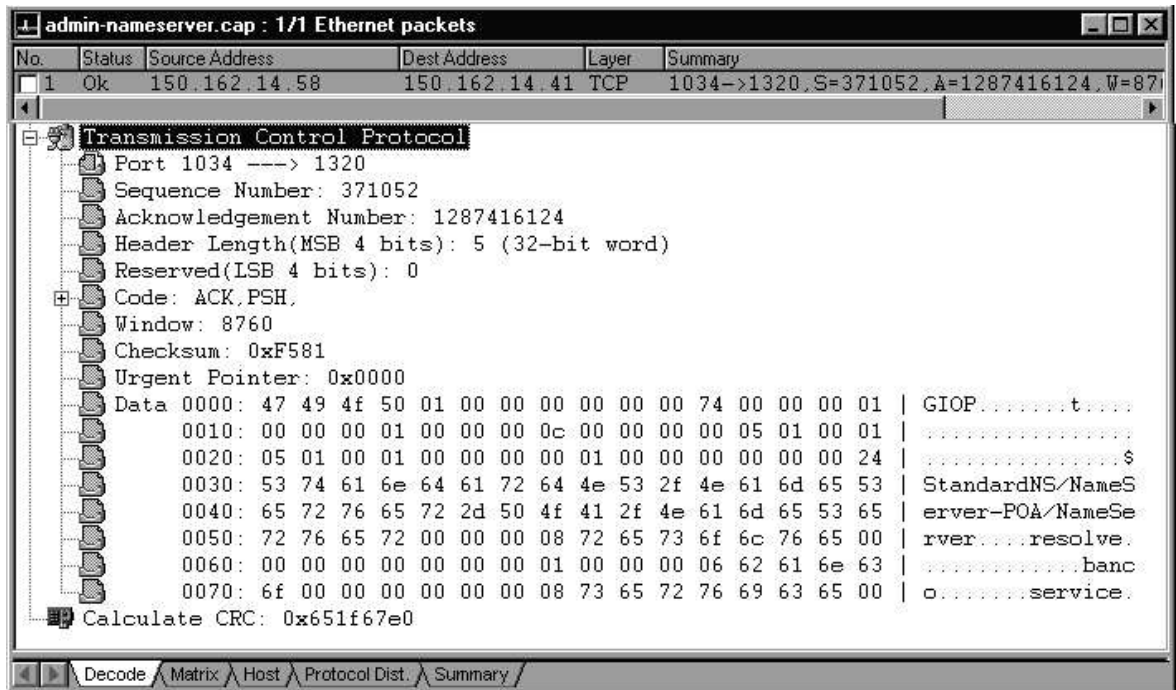 admin-nameserver.cap : 1/1 Ethernet packets
No. Status Source Address Dest Address Layer Summary
1 Ok 150.162.14.58 150.162.14.41 TCP 1034->1320,S=371052,A=1287416124,W=87
Transmission Control Protocol
Port 1034 ---> 1320
Sequence Number: 371052
Acknowledgement Number: 1287416124
Header Length(MSB 4 bits): 5 (32-bit word)
Reserved(LSB 4 bits): 0
Code: ACK,PSH,
Window: 8760
Checksum: 0xF581
Urgent Pointer: 0x0000
Data 0000: 47 49 4f 50 01 00 00 00 00 00 00 74 00 00 00 01 | GIOP.......t....
0010: 00 00 00 01 00 00 00 0c 00 00 00 00 05 01 00 01 | ................
0020: 05 01 00 01 00 00 00 01 00 00 00 00 00 00 00 24 | ...............$
0030: 53 74 61 6e 64 61 72 64 4e 53 2f 4e 61 6d 65 53 | StandardNS/NameS
0040: 65 72 76 65 72 2d 50 4f 41 2f 4e 61 6d 65 53 65 | erver-POA/NameSe
0050: 72 76 65 72 00 00 00 08 72 65 73 6f 6c 76 65 00 | rver....resolve.
0060: 00 00 00 00 00 00 00 01 00 00 00 06 62 61 6e 63 | ............banc
0070: 6f 00 00 00 00 00 00 08 73 65 72 76 69 63 65 00 | o.......service.
Calculate CRC: 0x651f67e0
Decode Matrix Host Protocol Dist. Summary